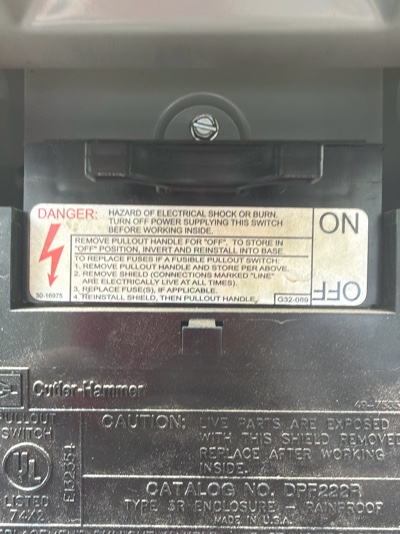 DANGER: HAZARD OF ELECTRICAL SHOCK OR BURN.
TURN OFF POWER SUPPLYING THIS SWITCH
BEFORE WORKING INSIDE.
REMOVE PULLOUT HANDLE FOR "OFF". TO STORE IN
"OFF" POSITION, INVERT AND REINSTALL INTO BASE
TO REPLACE FUSES IF A FUSIBLE PULLOUT SWITCH:
1. REMOVE PULLOUT HANDLE AND STORE PER ABOVE.
2. REMOVE SHIELD (CONNECTIONS MARKED "LINE"
ARE ELECTRICALLY LIVE AT ALL TIMES).
3. REPLACE FUSE(S), IF APPLICABLE.
4. REINSTALL SHIELD, THEN PULLOUT HANDLE.
30-16975
G32-089
ON
OFF
Cutler-Hammer
PULLOUT
SWITCH
UL
LISTED
74X2
CAUTION: LIVE PARTS ARE EXPOSED
WITH THIS SHIELD REMOVED
REPLACE AFTER WORKING
INSIDE.
CATALOG NO. DPF222R
TYPE 3R ENCLOSURE - RAINPROOF
MADE IN U.S.A.